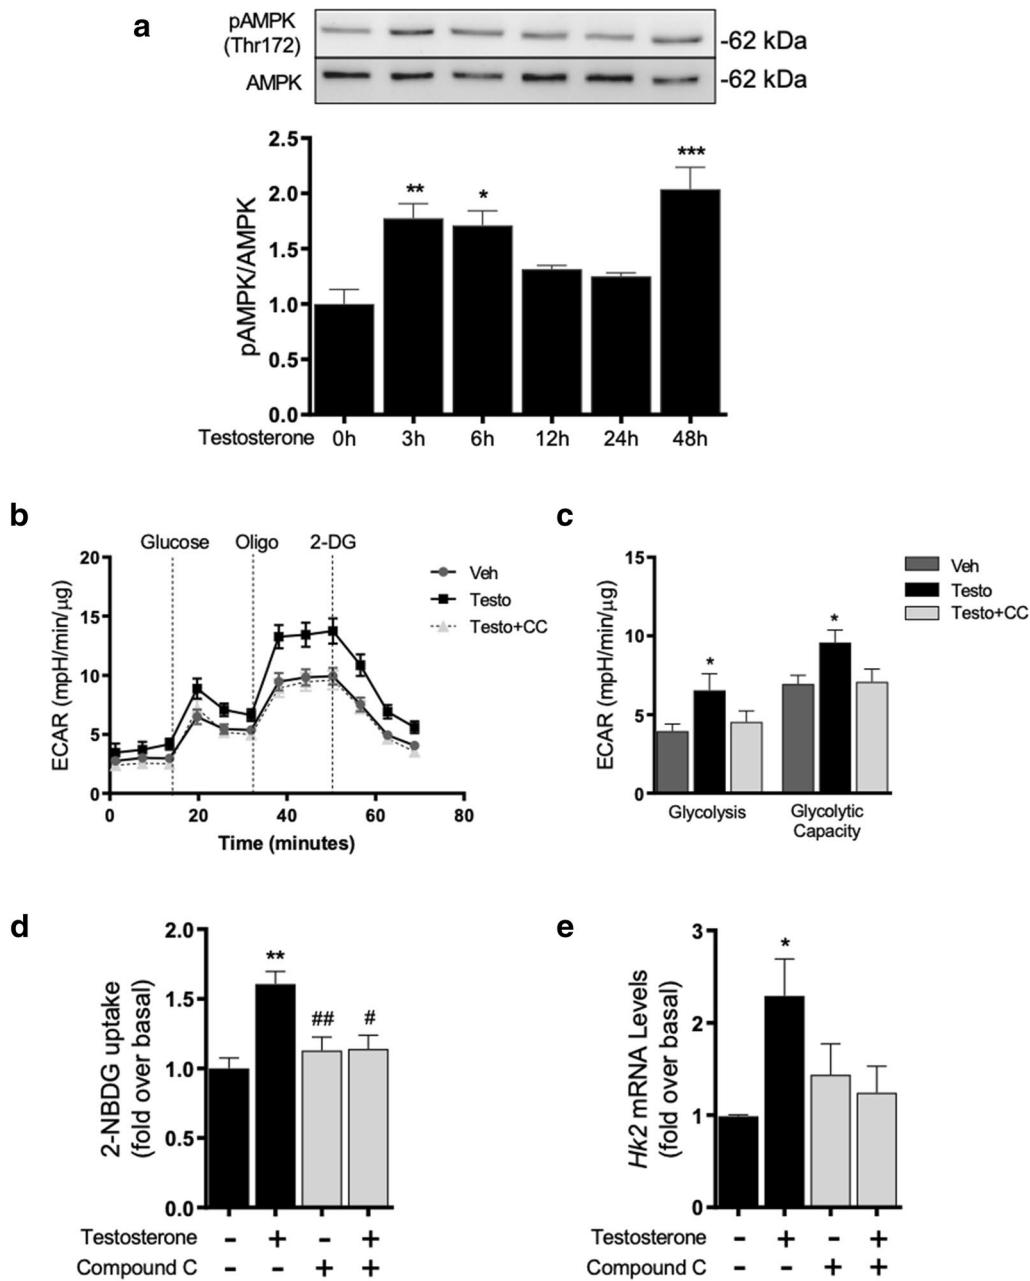 a
pAMPK
(Thr172)
-62 kDa
AMPK
-62 kDa
pAMPK/AMPK
2.5
2.0
1.5
1.0
0.5
0.0
**
*
***
Testosterone 0h 3h 6h 12h 24h 48h
b
Glucose Oligo 2-DG
ECAR (mpH/min/µg)
20
15
10
5
0
0 20 40 60 80
Time (minutes)
Veh
Testo
Testo+CC
c
ECAR (mpH/min/µg)
15
10
5
0
*
*
Glycolysis
Glycolytic
Capacity
Veh
Testo
Testo+CC
d
2-NBDG uptake
(fold over basal)
2.0
1.5
1.0
0.5
0.0
**
##
#
Testosterone - + - +
Compound C - - + +
e
Hk2 mRNA Levels
(fold over basal)
3
2
1
0
*
Testosterone - + - +
Compound C - - + +